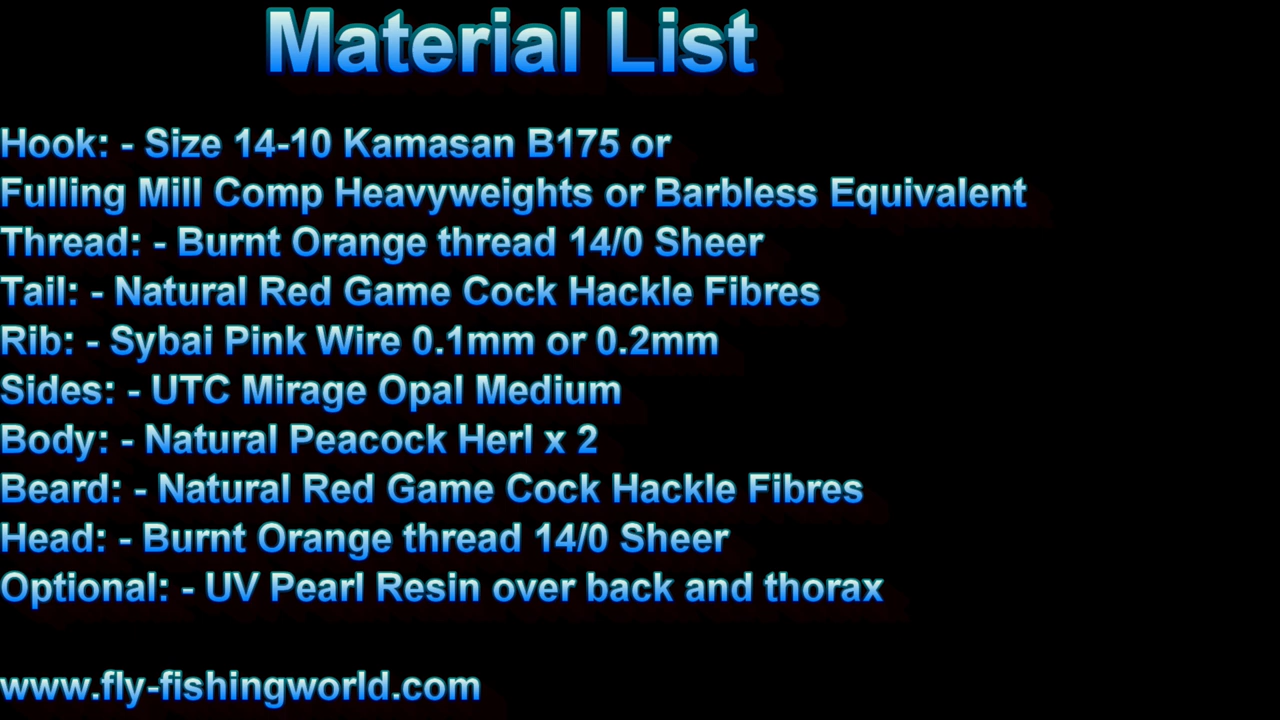 Material List
Hook: - Size 14-10 Kamasan B175 or
Fulling Mill Comp Heavyweights or Barbless Equivalent
Thread: - Burnt Orange thread 14/0 Sheer
Tail: - Natural Red Game Cock Hackle Fibres
Rib: - Sybai Pink Wire 0.1mm or 0.2mm
Sides: - UTC Mirage Opal Medium
Body: - Natural Peacock Herl x 2
Beard: - Natural Red Game Cock Hackle Fibres
Head: - Burnt Orange thread 14/0 Sheer
Optional: - UV Pearl Resin over back and thorax
www.fly-fishingworld.com